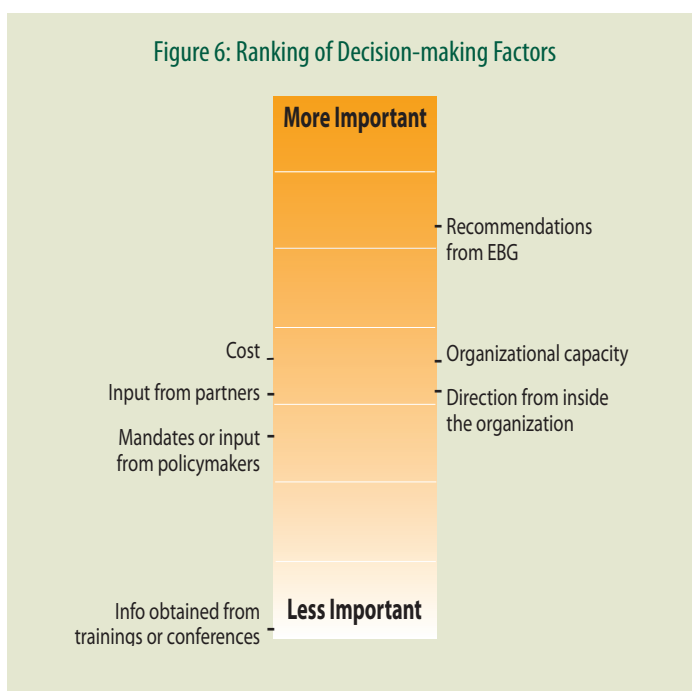 Figure 6: Ranking of Decision-making Factors
More Important
Recommendations
from EBG
Cost
Organizational capacity
Input from partners
Direction from inside
the organization
Mandates or input
from policymakers
Info obtained from
trainings or conferences
Less Important